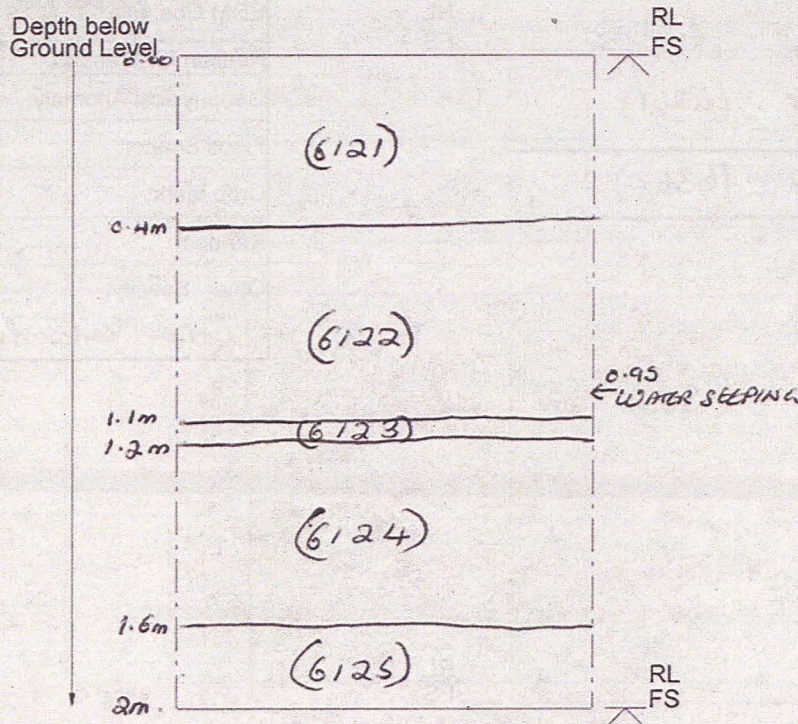 Depth below
Ground Level
0.00
RL
FS
(6121)
0.4m
(6122)
0.95
← WATER SEEPING
1.1m
(6123)
1.2m
(6124)
1.6m
(6125)
2m.
RL
FS